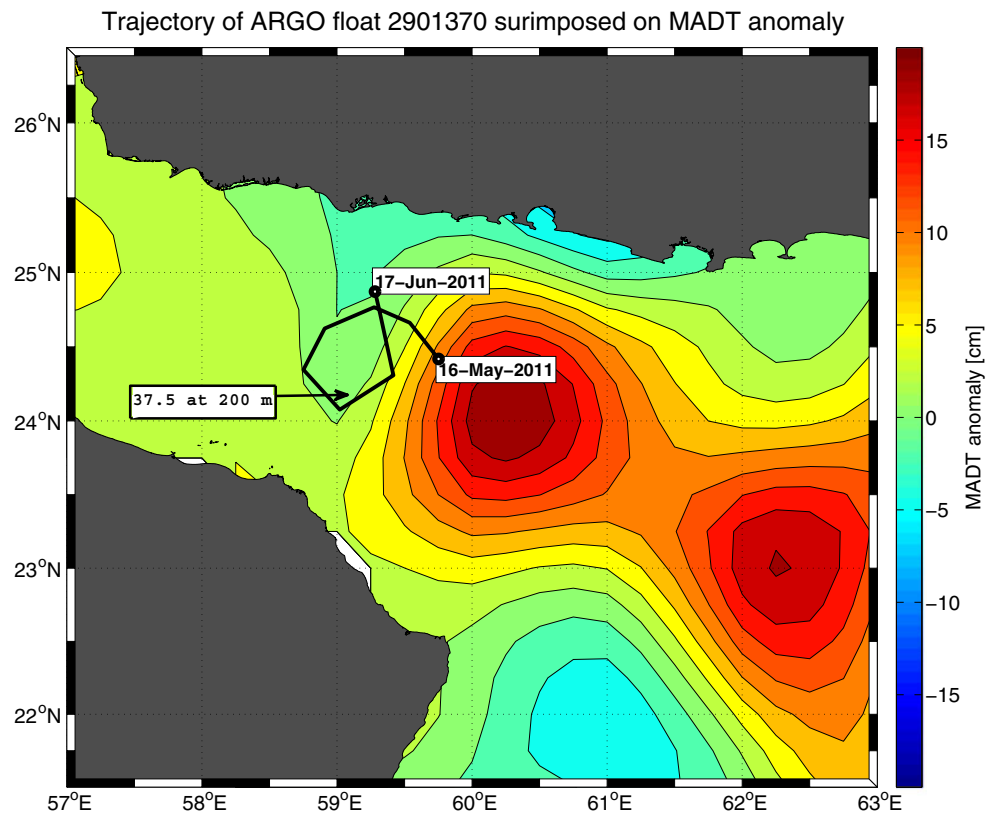 Trajectory of ARGO float 2901370 surimposed on MADT anomaly
26°N
25°N
24°N
23°N
22°N
17-Jun-2011
16-May-2011
37.5 at 200 m
57°E
58°E
59°E
60°E
61°E
62°E
63°E
15
10
5
0
−5
−10
−15
MADT anomaly [cm]